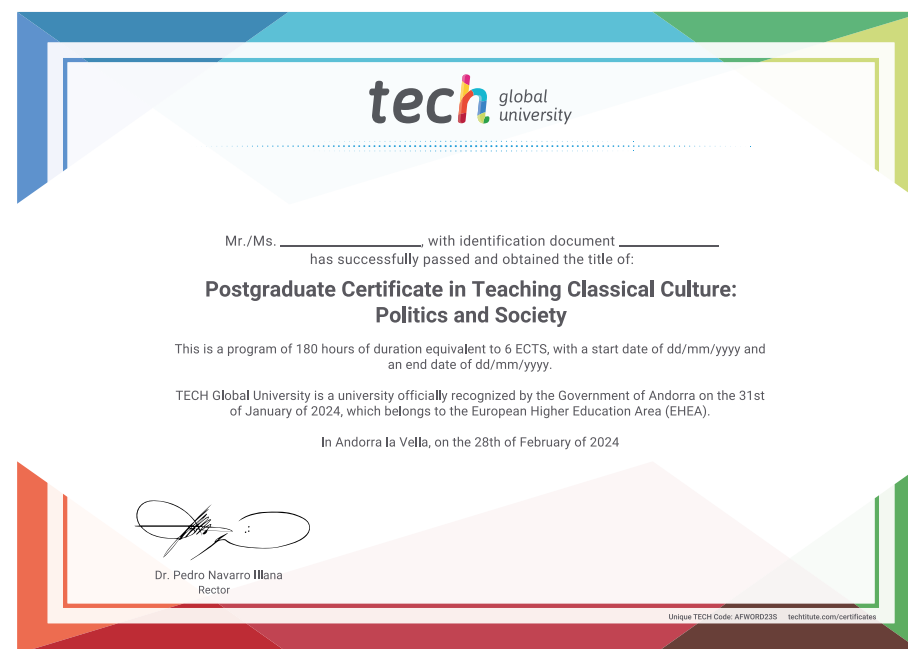 tech global university
Mr./Ms. ____________________, with identification document ______________
has successfully passed and obtained the title of:
Postgraduate Certificate in Teaching Classical Culture:
Politics and Society
This is a program of 180 hours of duration equivalent to 6 ECTS, with a start date of dd/mm/yyyy and
an end date of dd/mm/yyyy.
TECH Global University is a university officially recognized by the Government of Andorra on the 31st
of January of 2024, which belongs to the European Higher Education Area (EHEA).
In Andorra la Vella, on the 28th of February of 2024
Dr. Pedro Navarro Illana
Rector
Unique TECH Code: AFWORD23S techtitute.com/certificates